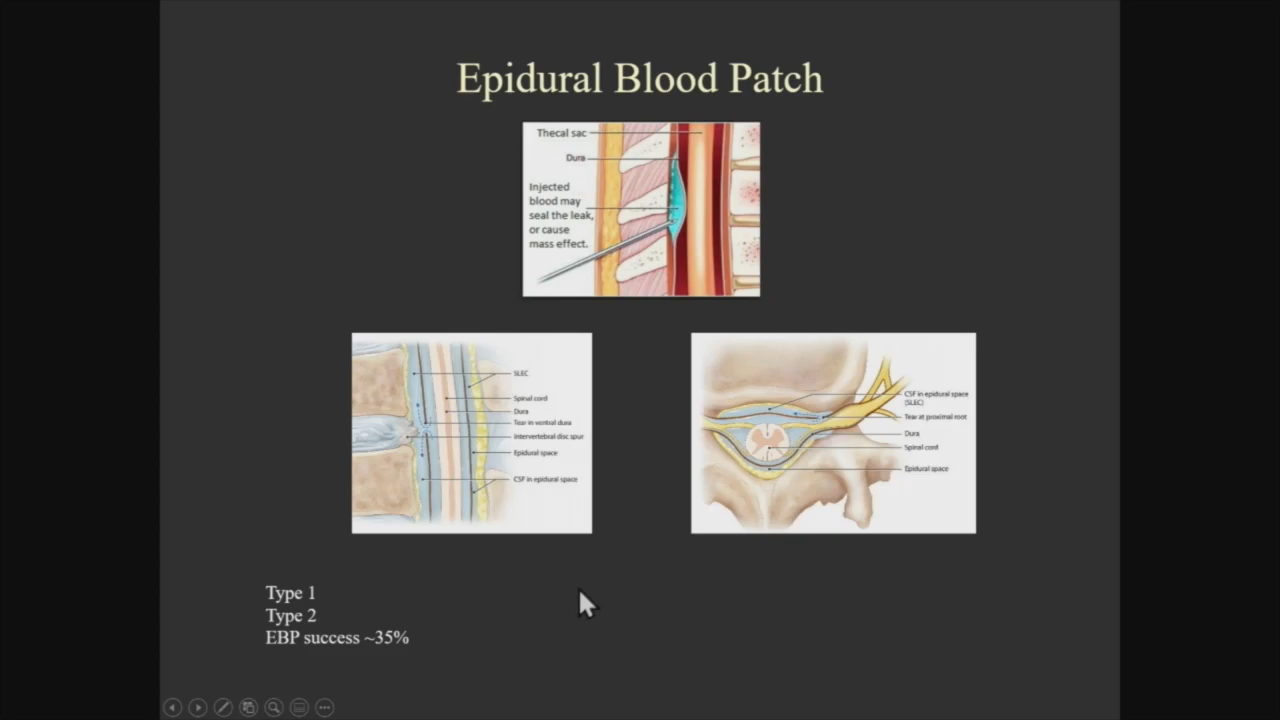 Epidural Blood Patch
Thecal sac
Dura
Injected
blood may
seal the leak,
or cause
mass effect.
SLEC
Spinal cord
Dura
Tear in ventral dura
Intervertebral disc spur
Epidural space
CSF in epidural space
CSF in epidural space
(SLEC)
Tear at proximal root
Dura
Spinal cord
Epidural space
Type 1
Type 2
EBP success ~35%